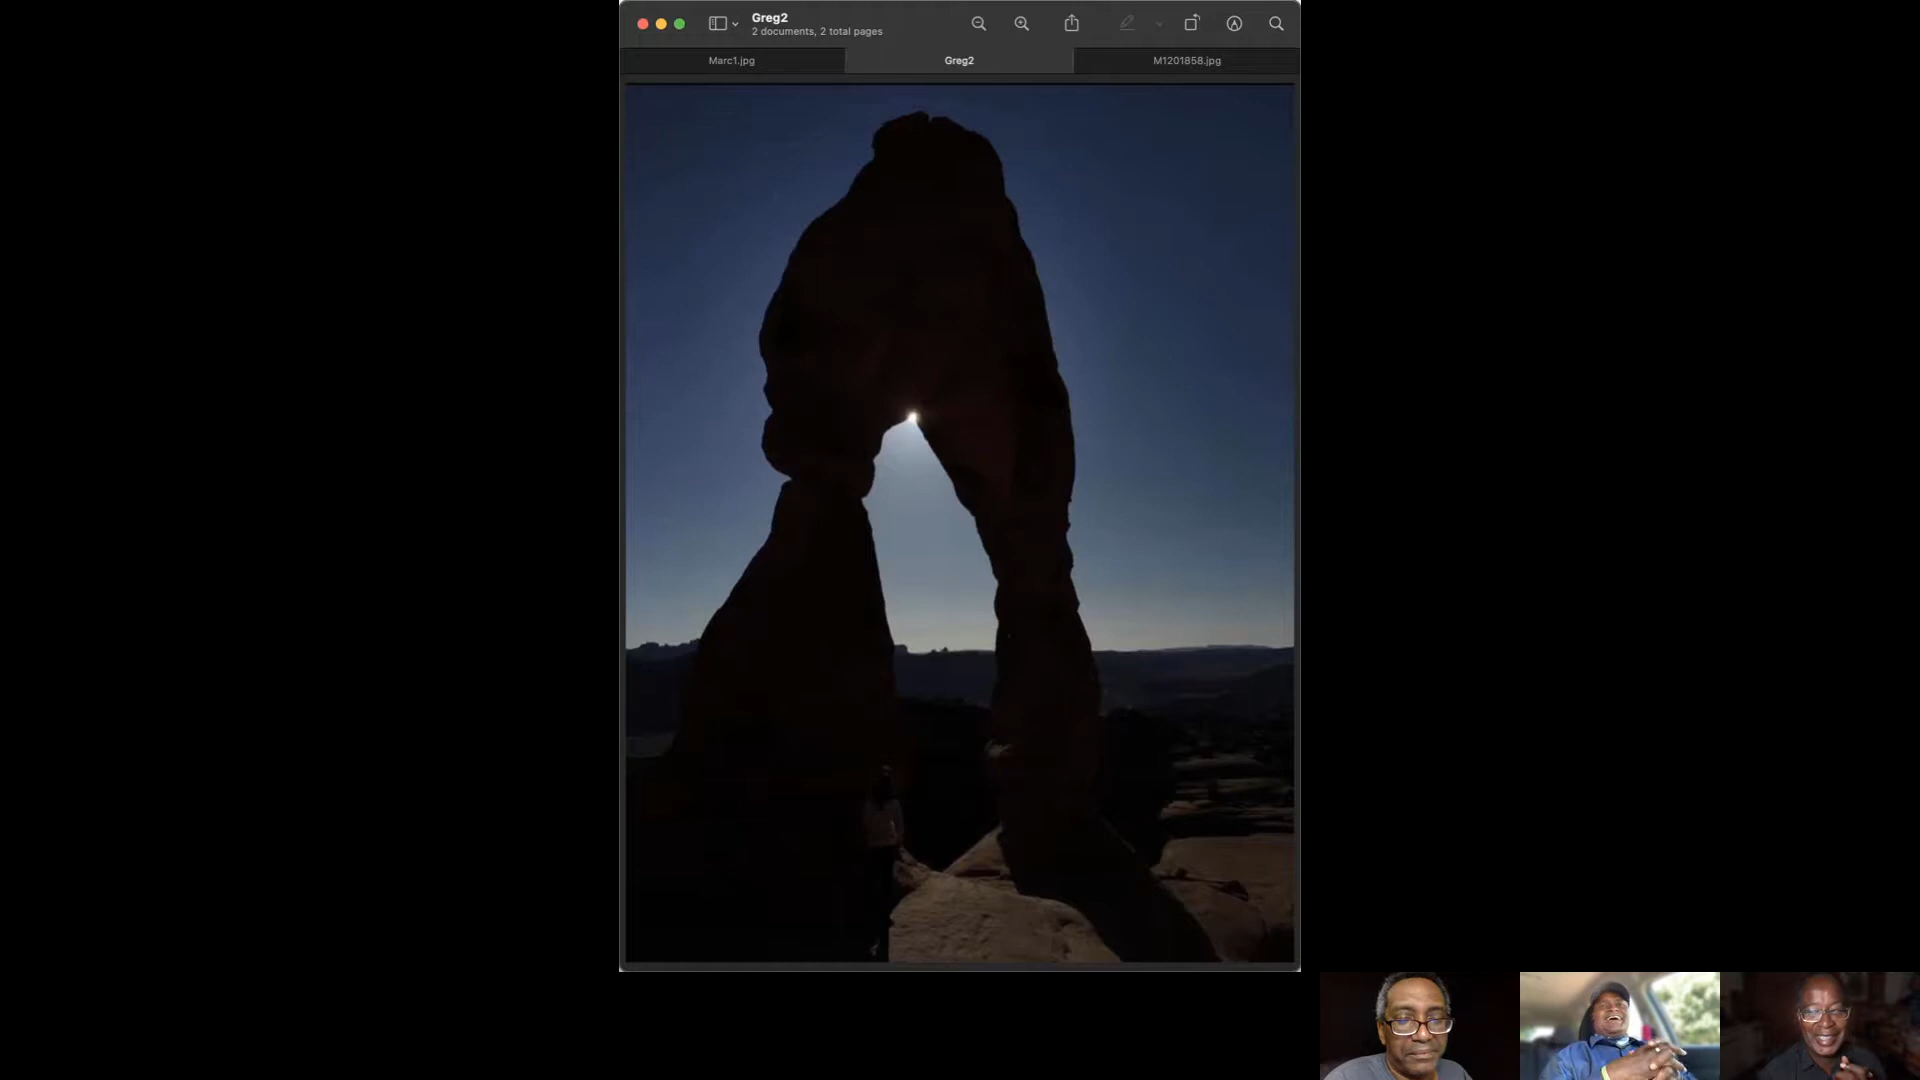 Greg2
2 documents, 2 total pages
Marc1.jpg
Greg2
M1201858.jpg